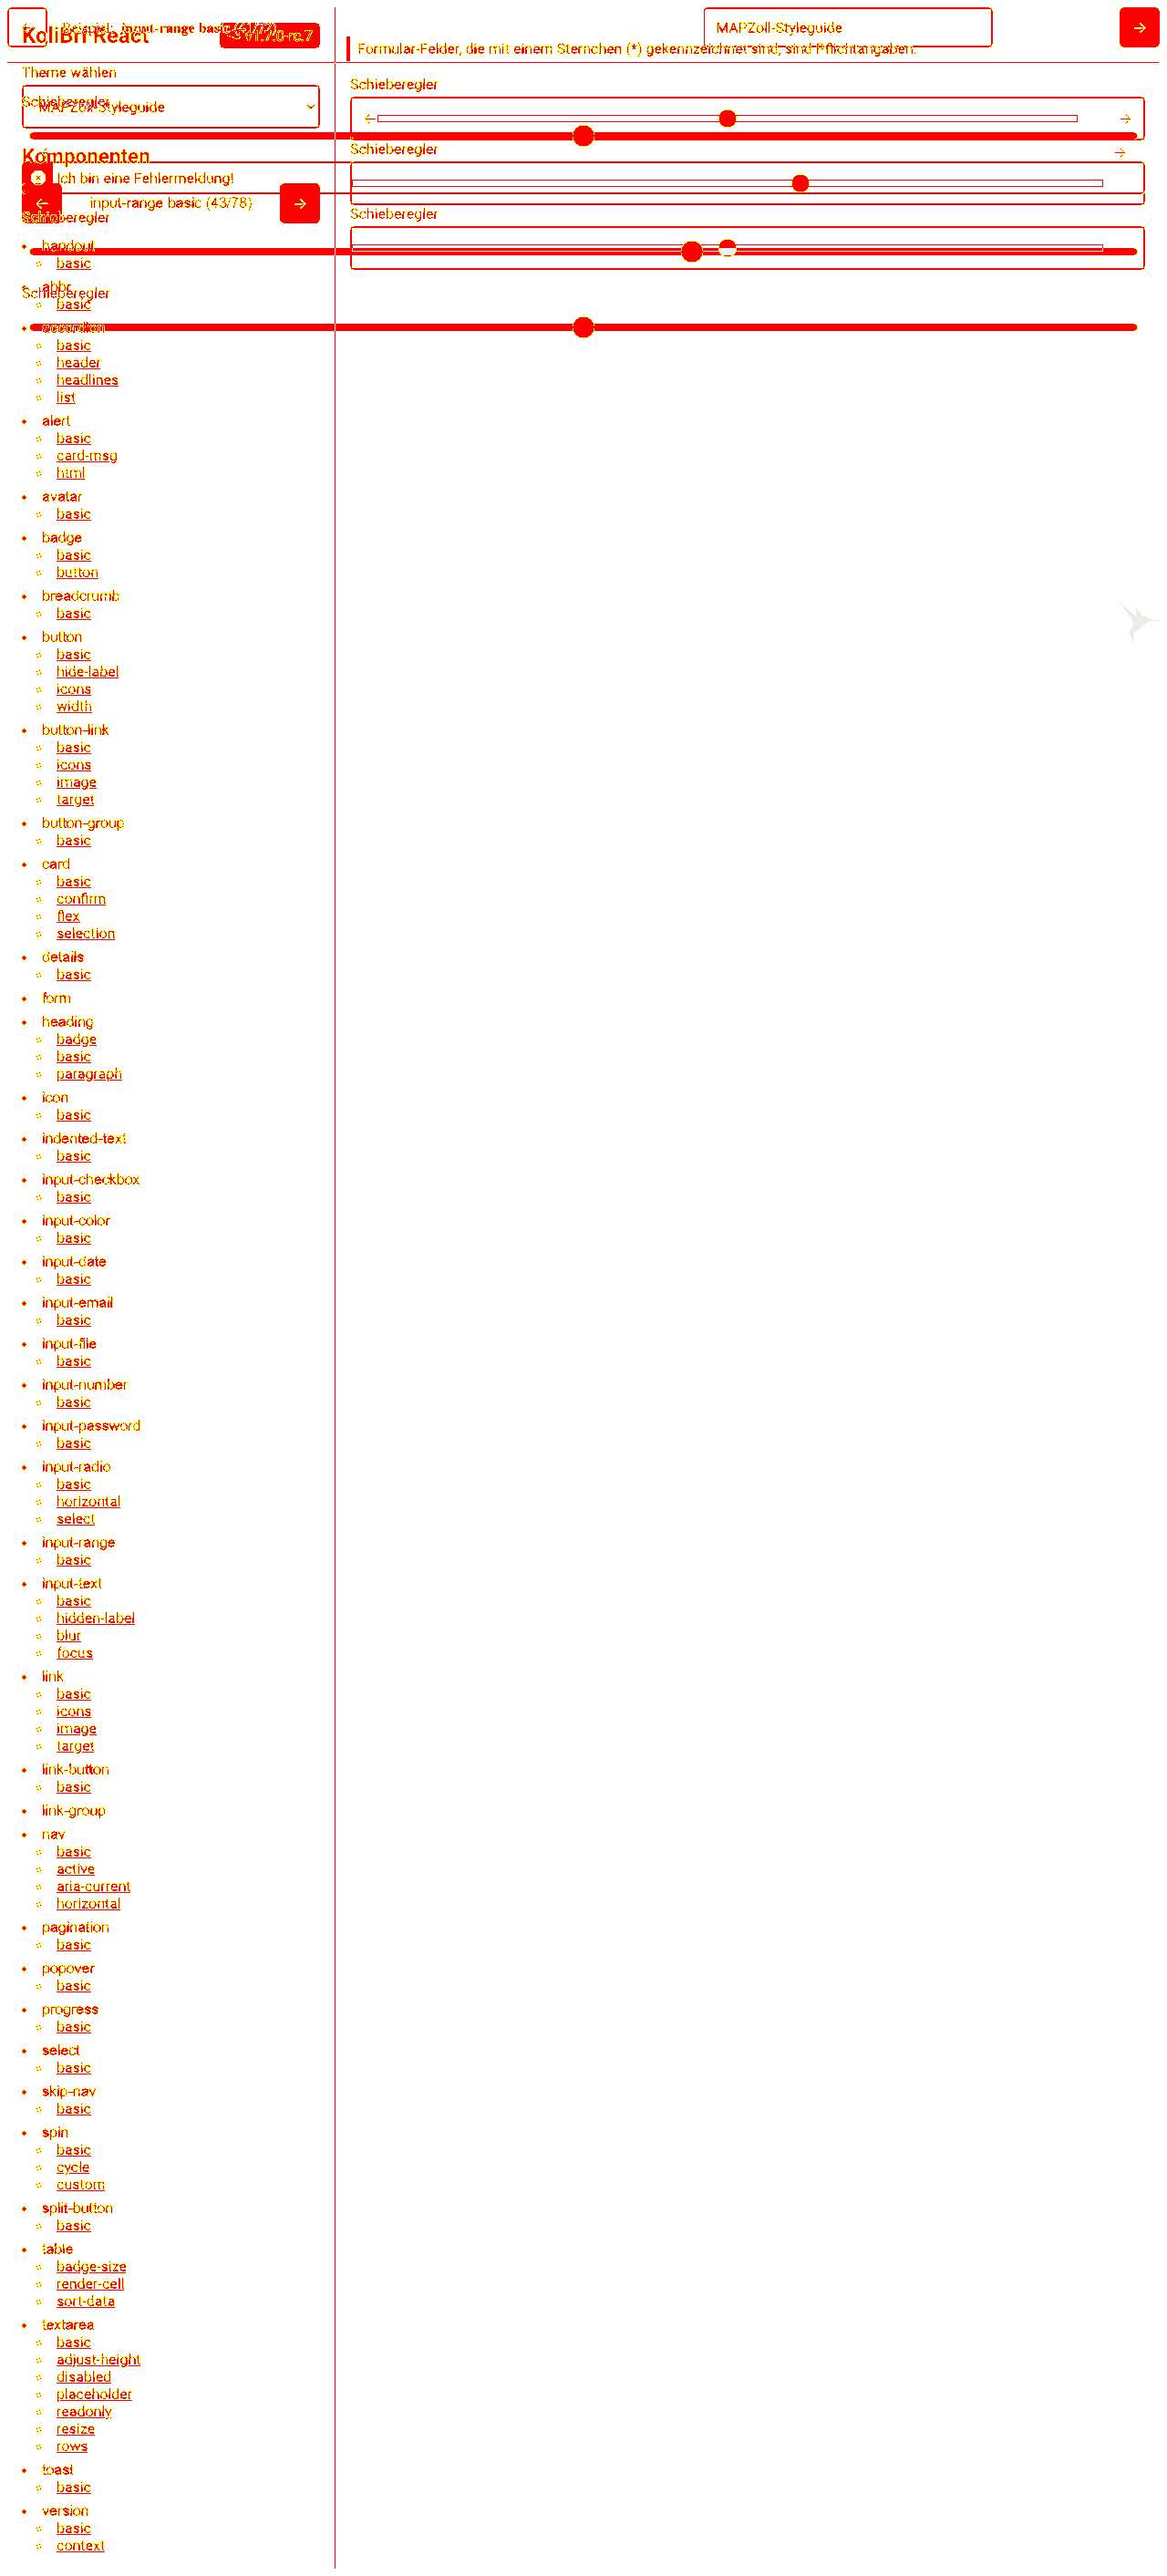 KoliBri React
v1.7.0-rc.7
Beispiel: input-range basic
MAPZoll-Styleguide
Formular-Felder, die mit einem Sternchen (*) gekennzeichnet sind, sind Pflichtangaben.
Theme wählen
MAPZoll-Styleguide
Schieberegler
Schieberegler
Komponenten
Schieberegler
Ich bin eine Fehlermeldung!
input-range basic (43/78)
Schieberegler
Schieberegler
handout
basic
abbr
Schieberegler
basic
accordion
basic
header
headlines
list
alert
basic
card-msg
html
avatar
basic
badge
basic
button
breadcrumb
basic
button
basic
hide-label
icons
width
button-link
basic
icons
image
target
button-group
basic
card
basic
confirm
flex
selection
details
basic
form
heading
badge
basic
paragraph
icon
basic
indented-text
basic
input-checkbox
basic
input-color
basic
input-date
basic
input-email
basic
input-file
basic
input-number
basic
input-password
basic
input-radio
basic
horizontal
select
input-range
basic
input-text
basic
hidden-label
blur
focus
link
basic
icons
image
target
link-button
basic
link-group
nav
basic
active
aria-current
horizontal
pagination
basic
popover
basic
progress
basic
select
basic
skip-nav
basic
spin
basic
cycle
custom
split-button
basic
table
badge-size
render-cell
sort-data
textarea
basic
adjust-height
disabled
placeholder
readonly
resize
rows
toast
basic
version
basic
context